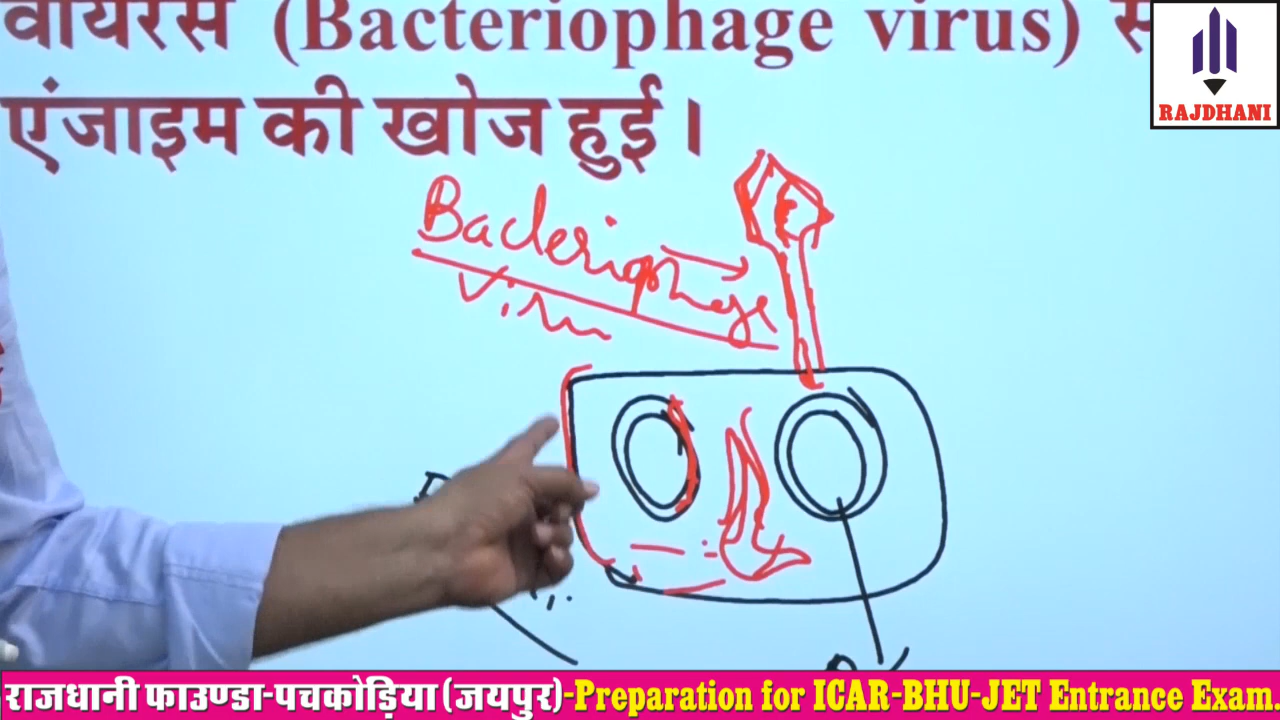 वायरस (Bacteriophage virus) स
एंजाइम की खोज हुई।
RAJDHANI
Bacteriophage
राजधानी फाउण्डा-पचकोड़िया (जयपुर)-Preparation for ICAR-BHU-JET Entrance Exam.